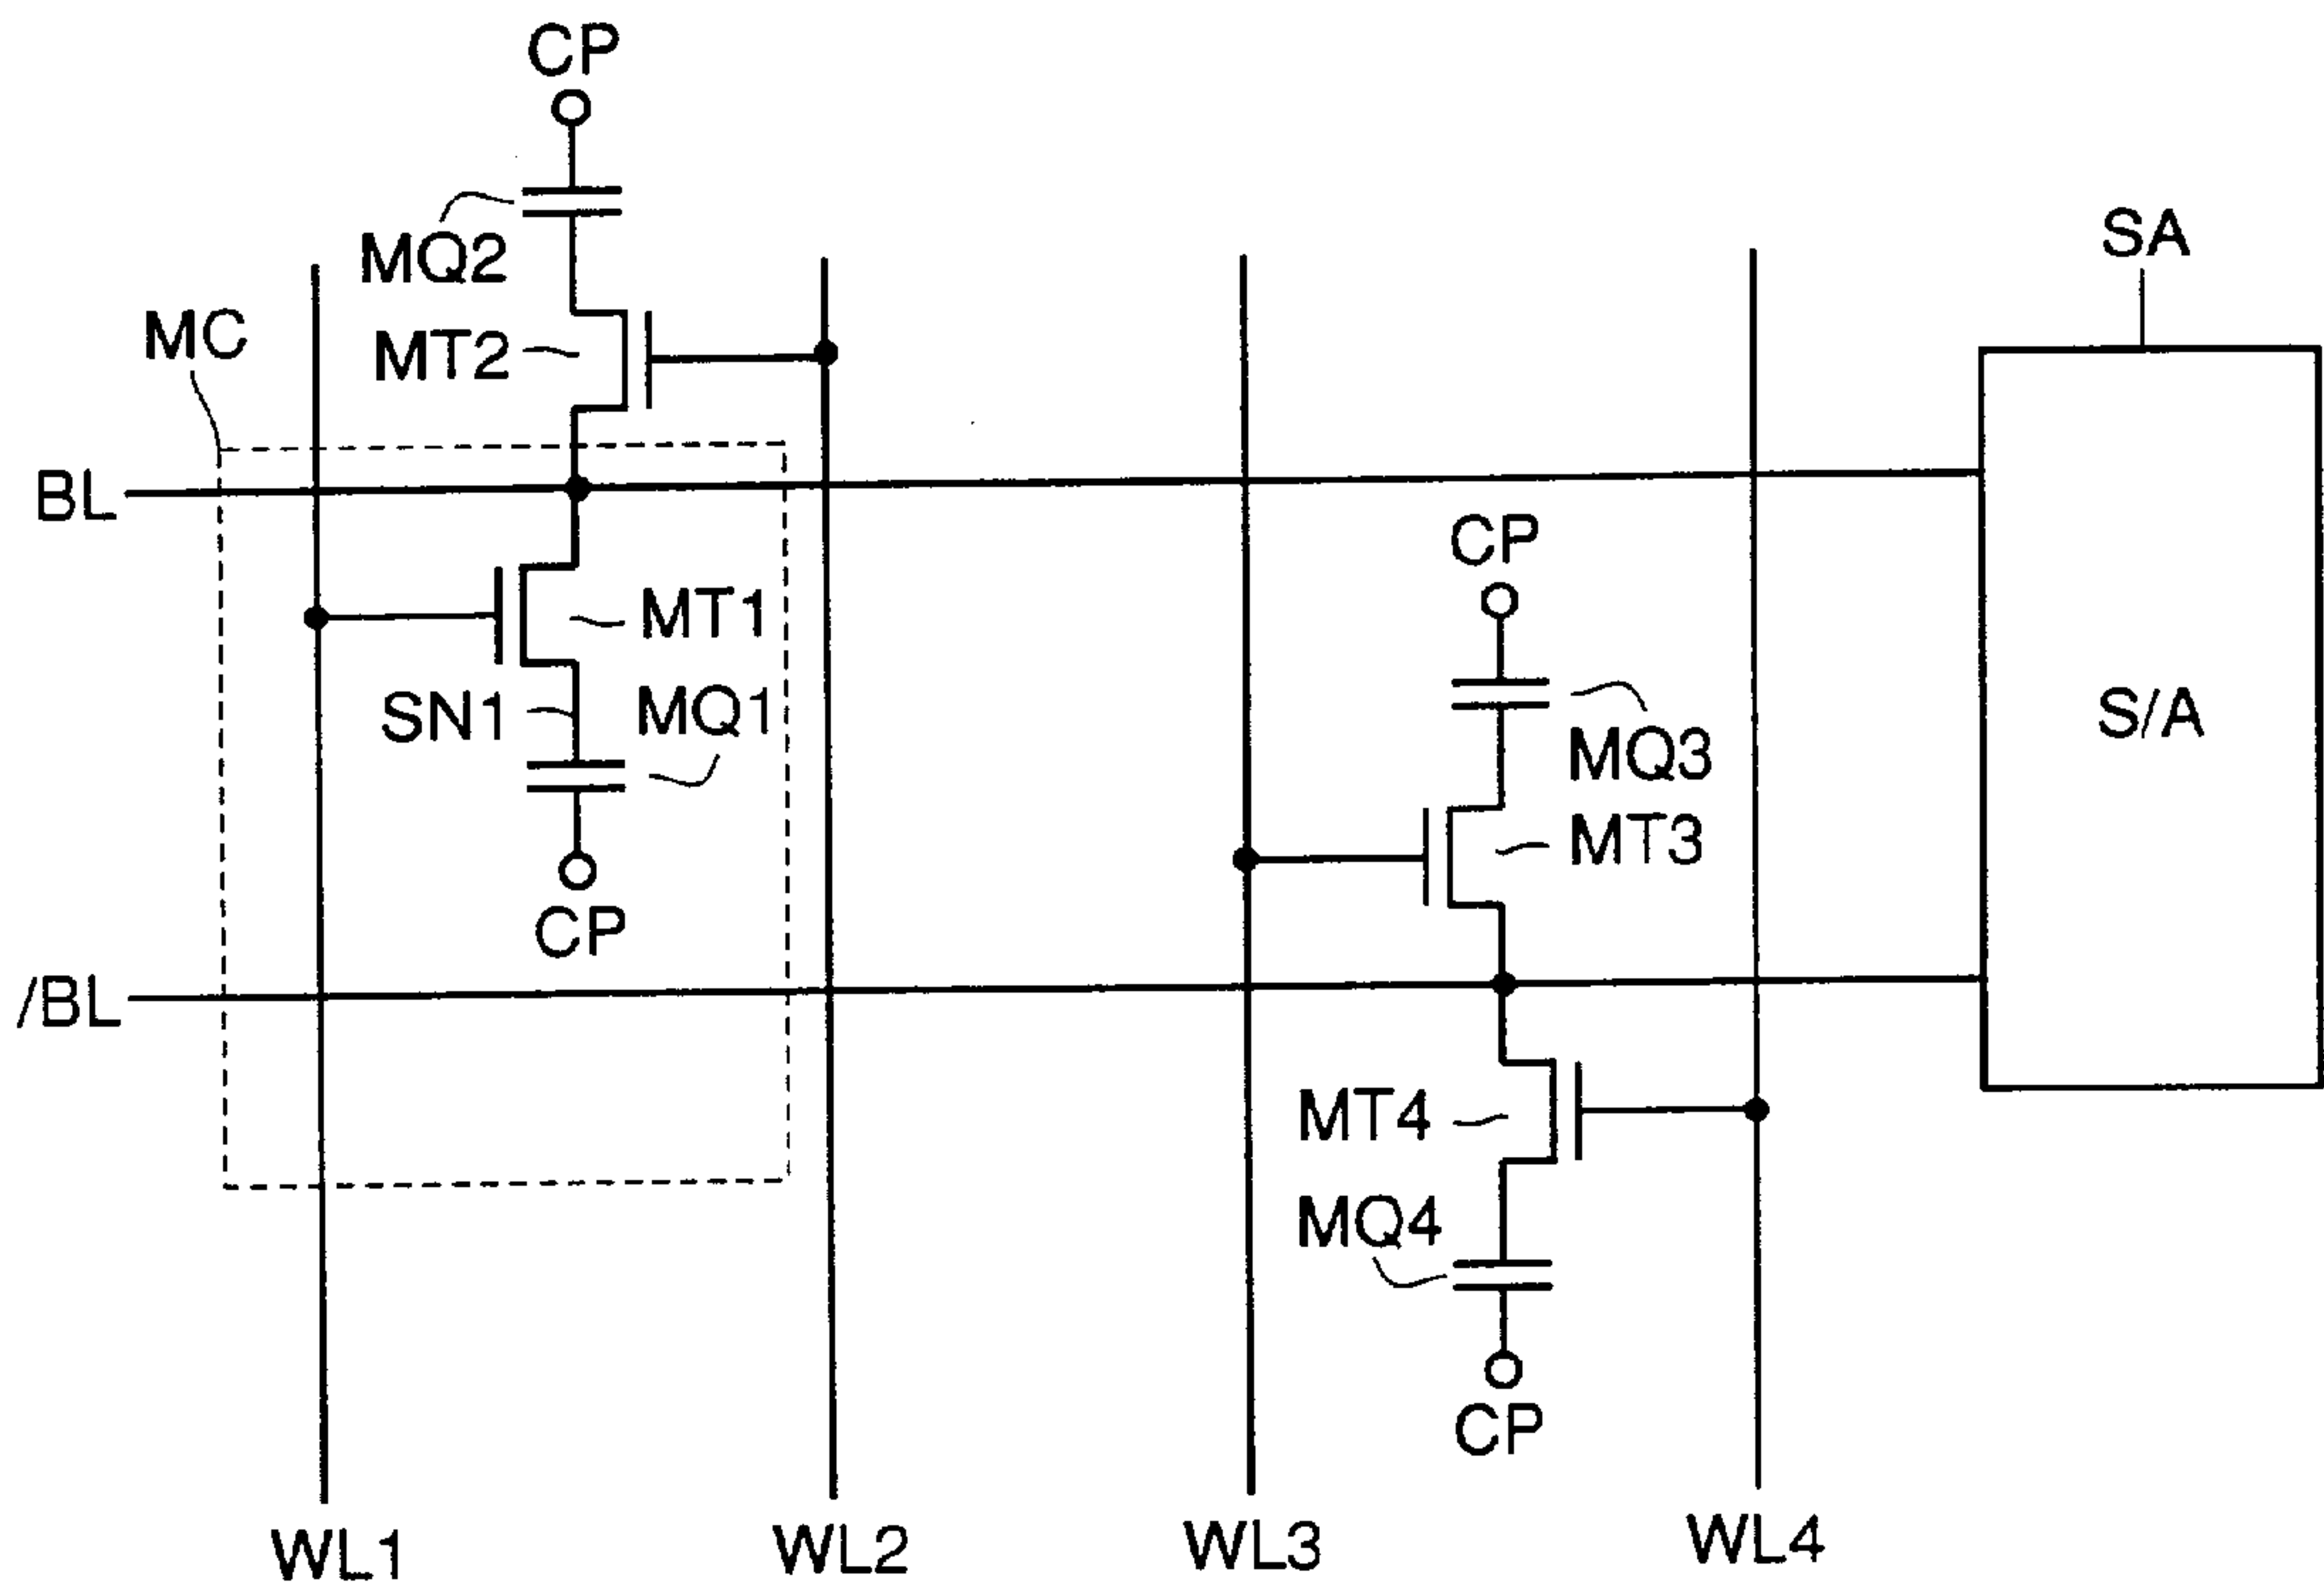 CP
MQ2
SA
MC
MT2
BL
CP
MT1
SN1
MQ1
S/A
MQ3
MT3
CP
/BL
MT4
MQ4
CP
WL1
WL2
WL3
WL4